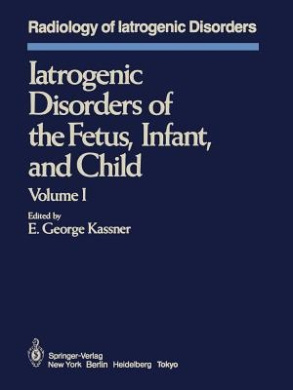 Radiology of Iatrogenic Disorders
Iatrogenic
Disorders of
the Fetus, Infant,
and Child
Volume I
Edited by
E. George Kassner
Springer-Verlag
New York Berlin Heidelberg Tokyo